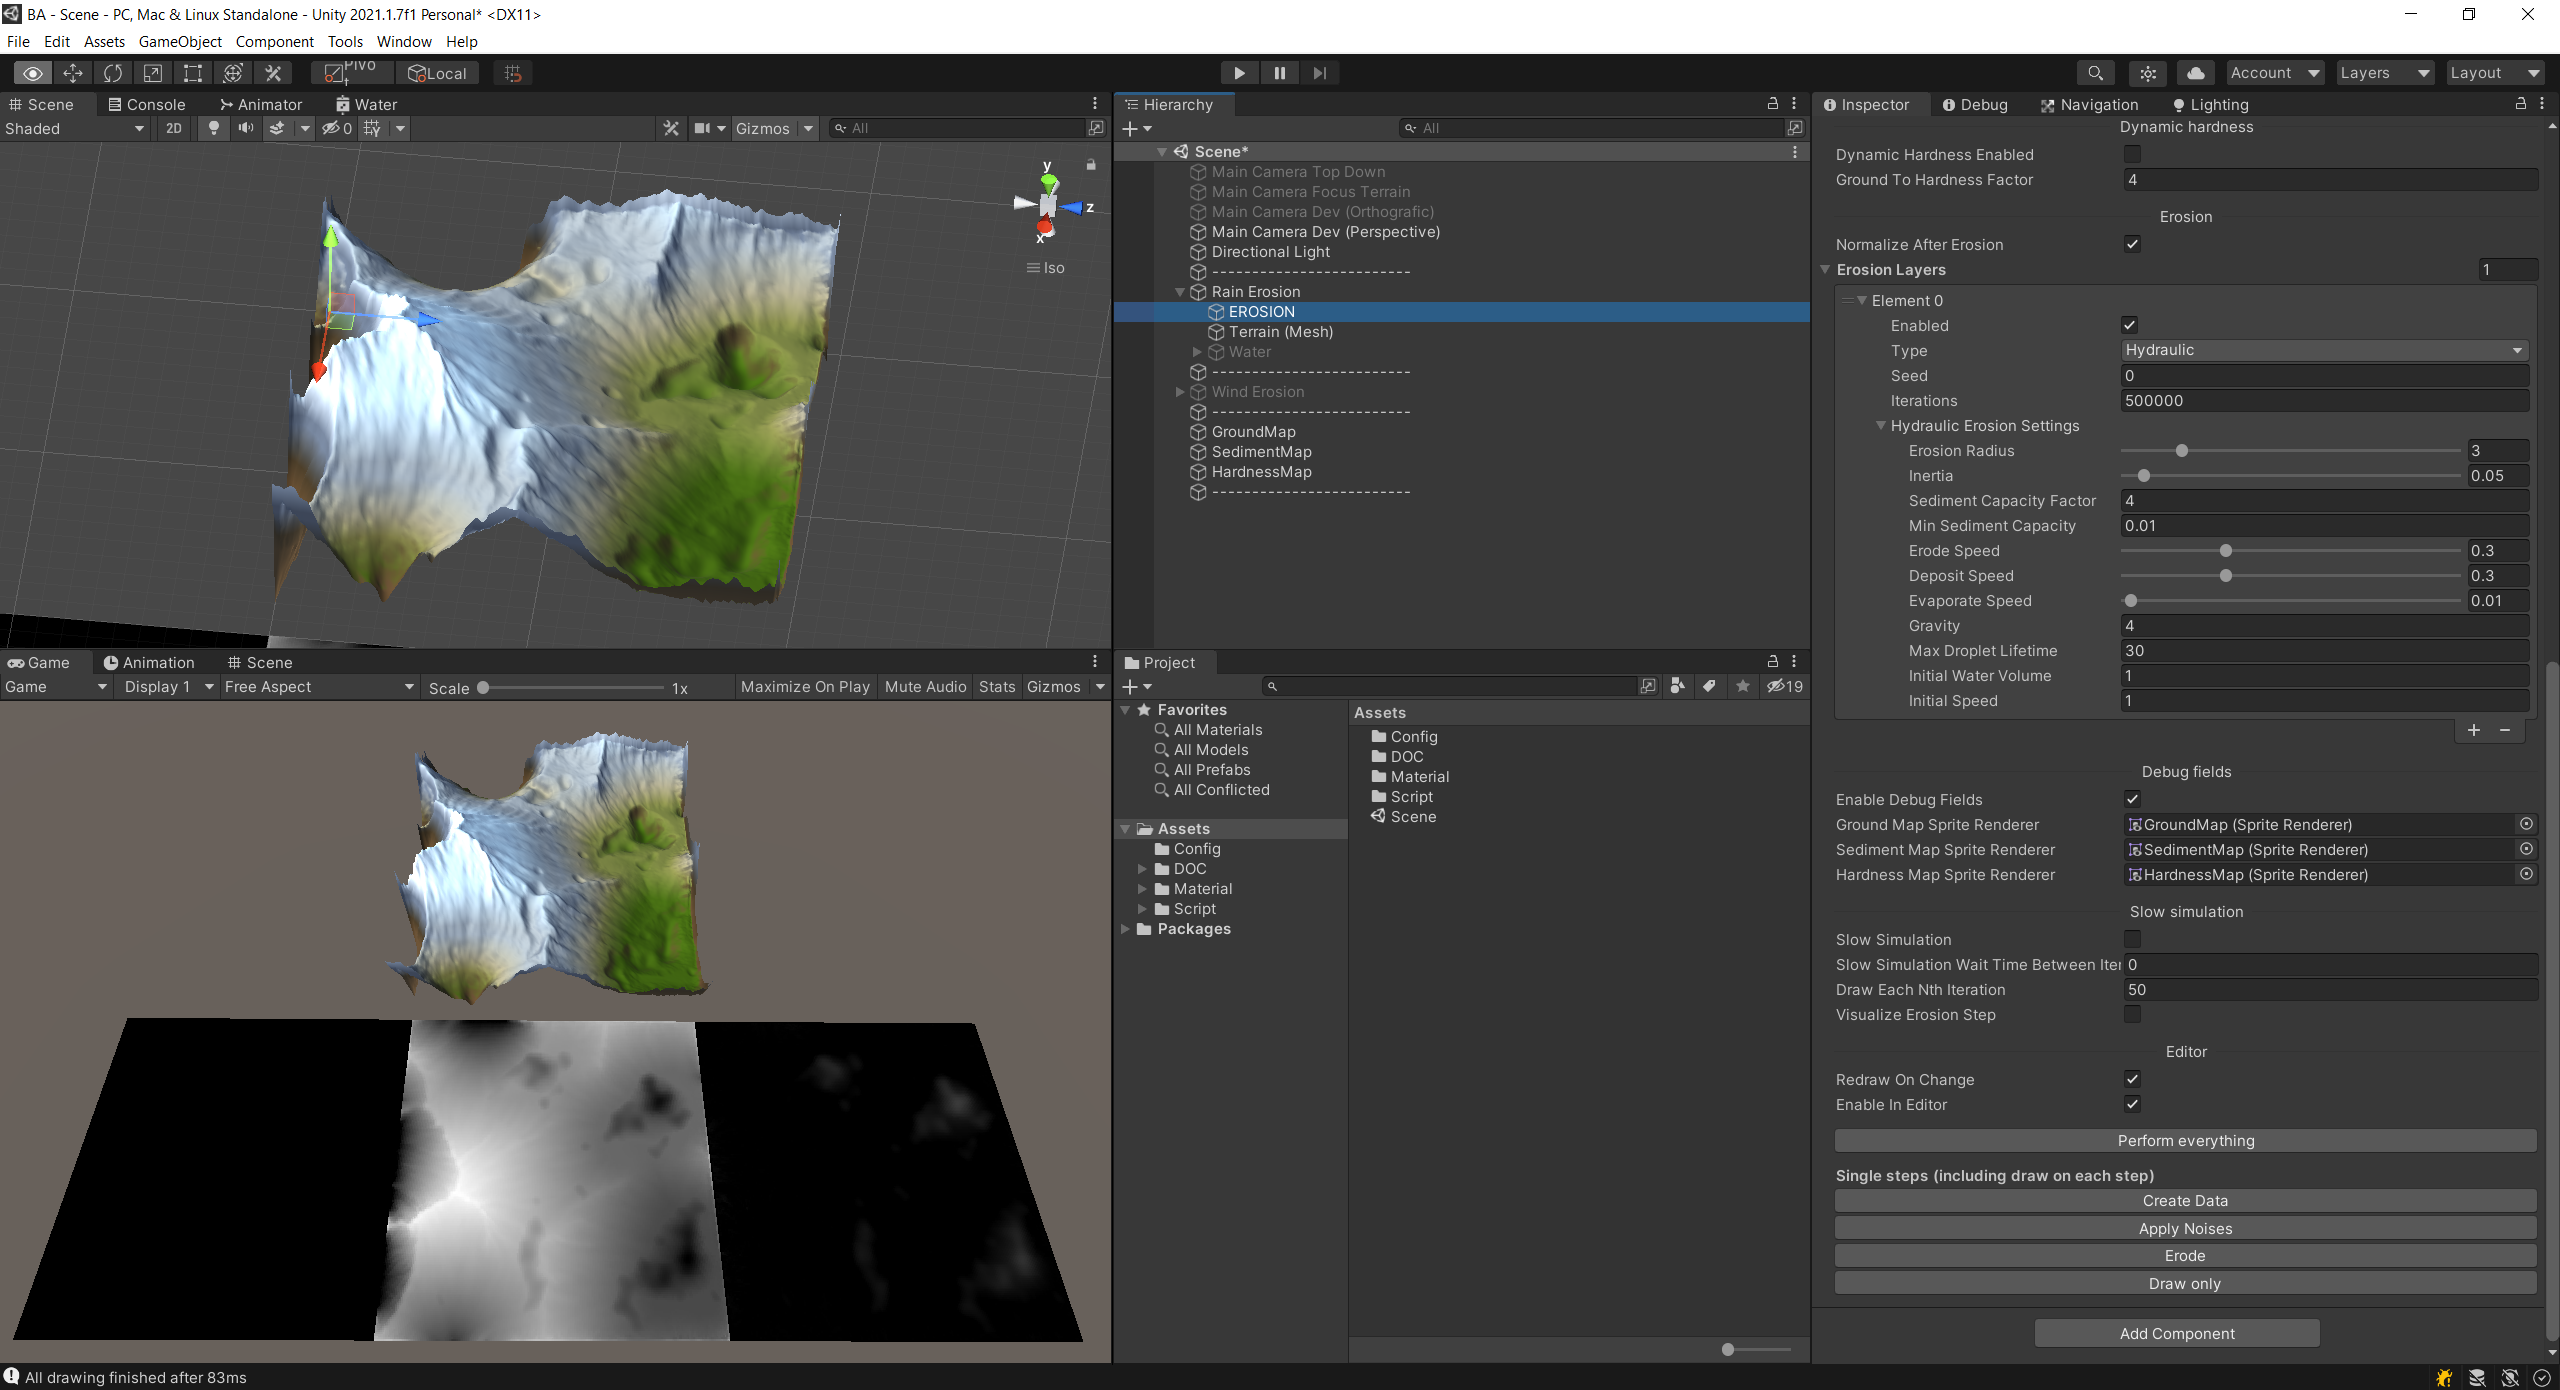 BA - Scene - PC, Mac & Linux Standalone - Unity 2021.1.7f1 Personal* <DX11>
File Edit Assets GameObject Component Tools Window Help
Pivot Local Account Layers Layout
Scene Console Animator Water
Shaded 2D 0 Gizmos All
y
z
x
Iso
Hierarchy
All
Scene*
Main Camera Top Down
Main Camera Focus Terrain
Main Camera Dev (Orthografic)
Main Camera Dev (Perspective)
Directional Light
-------------------------
Rain Erosion
EROSION
Terrain (Mesh)
Water
-------------------------
Wind Erosion
-------------------------
GroundMap
SedimentMap
HardnessMap
-------------------------
Game Animation Scene
Game Display 1 Free Aspect Scale 1x Maximize On Play Mute Audio Stats Gizmos
Project
19
Favorites
All Materials
All Models
All Prefabs
All Conflicted
Assets
Config
DOC
Material
Script
Packages
Assets
Config
DOC
Material
Script
Scene
Inspector Debug Navigation Lighting
Dynamic hardness
Dynamic Hardness Enabled
Ground To Hardness Factor 4
Erosion
Normalize After Erosion
Erosion Layers 1
Element 0
Enabled
Type Hydraulic
Seed 0
Iterations 500000
Hydraulic Erosion Settings
Erosion Radius 3
Inertia 0.05
Sediment Capacity Factor 4
Min Sediment Capacity 0.01
Erode Speed 0.3
Deposit Speed 0.3
Evaporate Speed 0.01
Gravity 4
Max Droplet Lifetime 30
Initial Water Volume 1
Initial Speed 1
Debug fields
Enable Debug Fields
Ground Map Sprite Renderer GroundMap (Sprite Renderer)
Sediment Map Sprite Renderer SedimentMap (Sprite Renderer)
Hardness Map Sprite Renderer HardnessMap (Sprite Renderer)
Slow simulation
Slow Simulation
Slow Simulation Wait Time Between Iter 0
Draw Each Nth Iteration 50
Visualize Erosion Step
Editor
Redraw On Change
Enable In Editor
Perform everything
Single steps (including draw on each step)
Create Data
Apply Noises
Erode
Draw only
Add Component
All drawing finished after 83ms